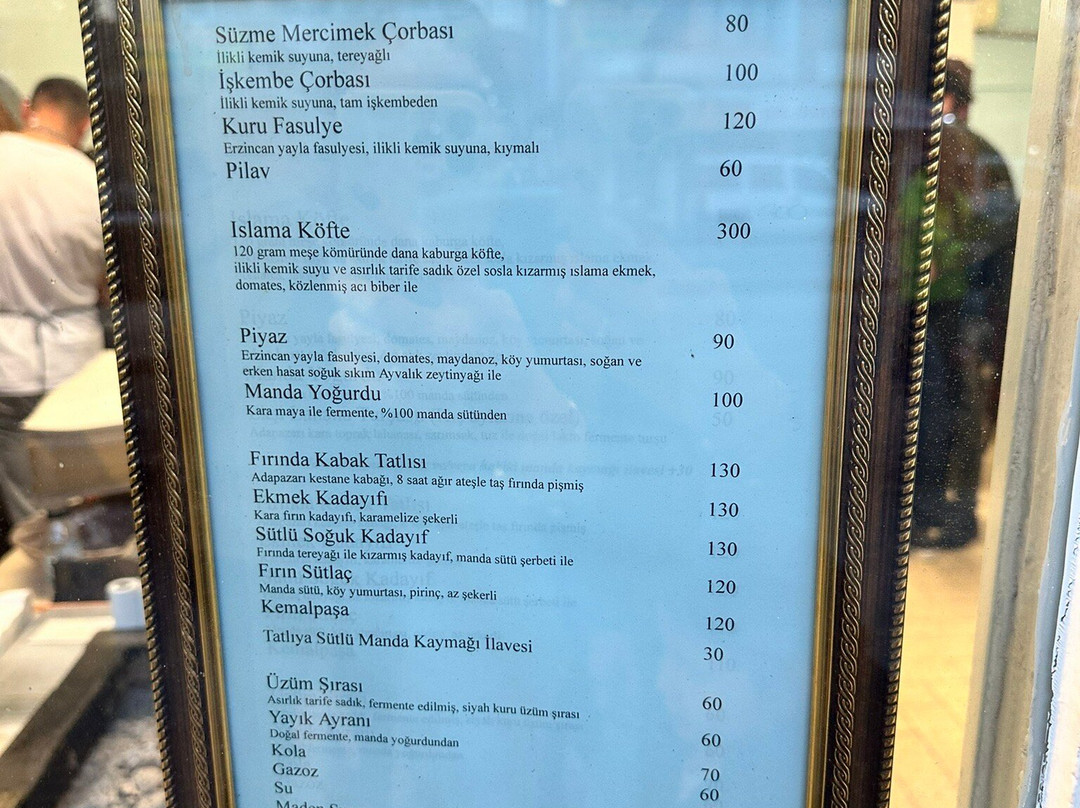 Süzme Mercimek Çorbası 80
İlikli kemik suyuna, tereyağlı
İşkembe Çorbası 100
İlikli kemik suyuna, tam işkembeden
Kuru Fasulye 120
Erzincan yayla fasulyesi, ilikli kemik suyuna, kıymalı
Pilav 60
Islama Köfte 300
120 gram meşe kömüründe dana kaburga köfte,
ilikli kemik suyu ve asırlık tarife sadık özel sosla kızarmış ıslama ekmek,
domates, közlenmiş acı biber ile
Piyaz 90
Erzincan yayla fasulyesi, domates, maydanoz, köy yumurtası, soğan ve
erken hasat soğuk sıkım Ayvalık zeytinyağı ile
Manda Yoğurdu 100
Kara maya ile fermente, %100 manda sütünden
Fırında Kabak Tatlısı 130
Adapazarı kestane kabağı, 8 saat ağır ateşle taş fırında pişmiş
Ekmek Kadayıfı 130
Kara fırın kadayıfı, karamelize şekerli
Sütlü Soğuk Kadayıf 130
Fırında tereyağı ile kızarmış kadayıf, manda sütü şerbeti ile
Fırın Sütlaç 120
Manda sütü, köy yumurtası, pirinç, az şekerli
Kemalpaşa 120
Tatlıya Sütlü Manda Kaymağı İlavesi 30
Üzüm Şırası 60
Asırlık tarife sadık, fermente edilmiş, siyah kuru üzüm şırası
Yayık Ayranı 60
Doğal fermente, manda yoğurdundan
Kola 70
Gazoz 60
Su